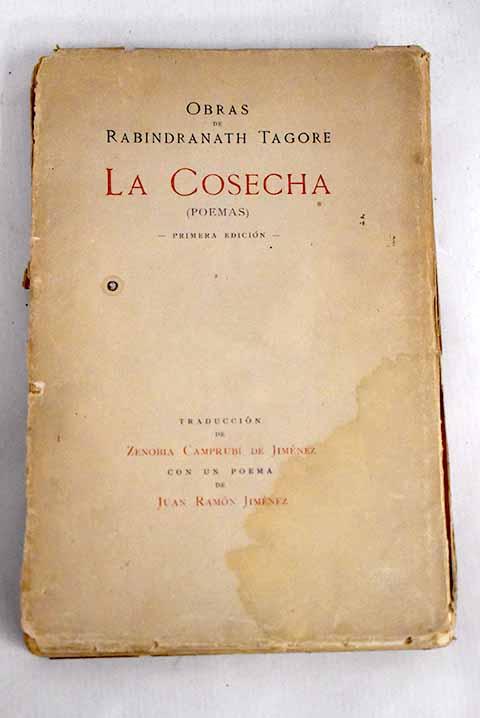 OBRAS
DE
RABINDRANATH TAGORE
LA COSECHA
(POEMAS)
— PRIMERA EDICIÓN —
TRADUCCIÓN
DE
ZENOBIA CAMPRUBÍ DE JIMÉNEZ
CON UN POEMA
DE
JUAN RAMÓN JIMÉNEZ